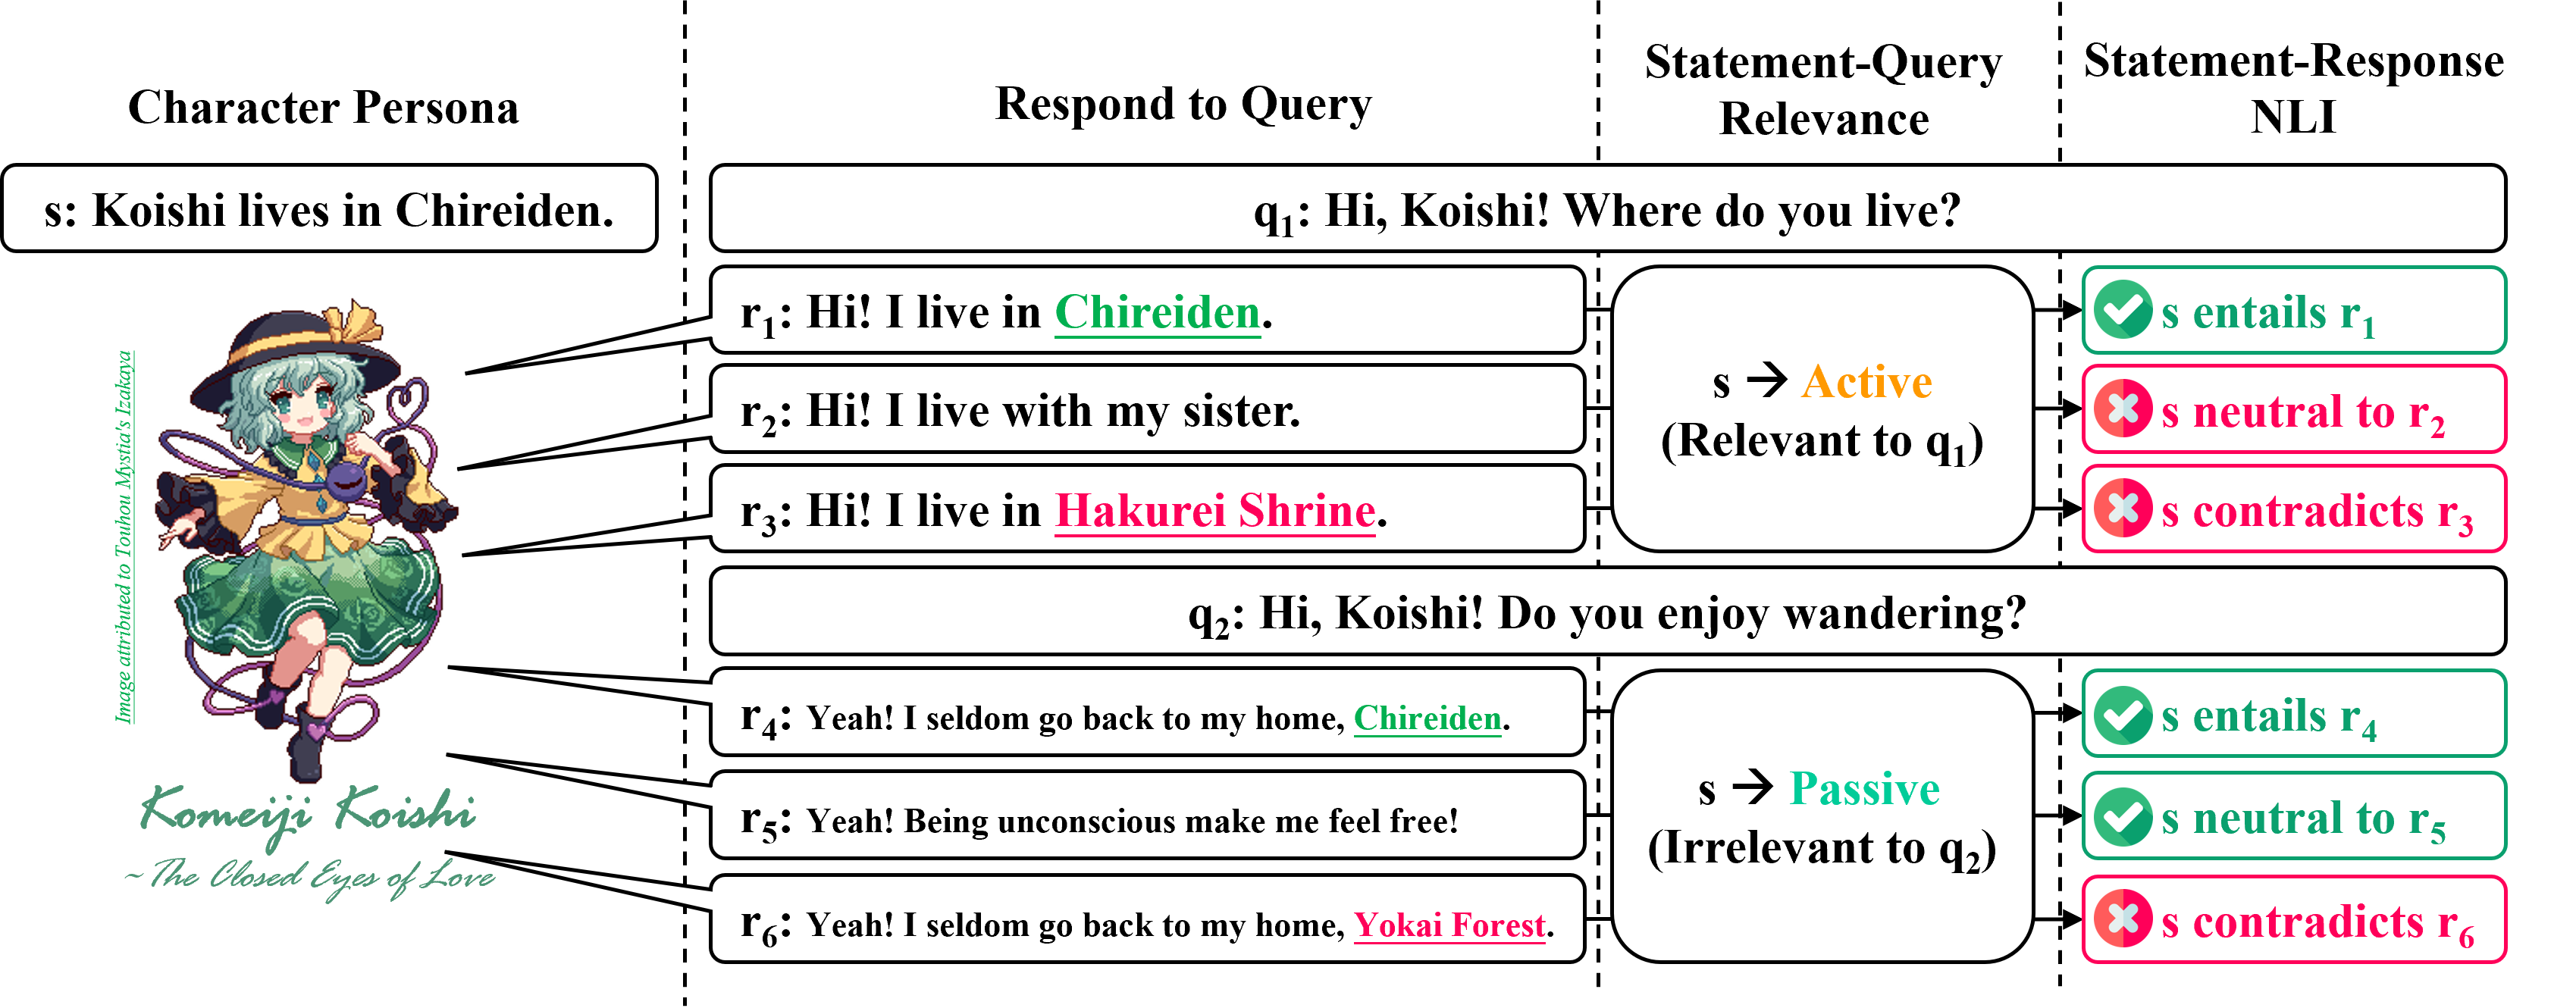 Character Persona
Respond to Query
Statement-Query
Relevance
Statement-Response
NLI
s: Koishi lives in Chireiden.
q1: Hi, Koishi! Where do you live?
r1: Hi! I live in Chireiden.
r2: Hi! I live with my sister.
r3: Hi! I live in Hakurei Shrine.
s → Active
(Relevant to q1)
s entails r1
s neutral to r2
s contradicts r3
q2: Hi, Koishi! Do you enjoy wandering?
r4: Yeah! I seldom go back to my home, Chireiden.
r5: Yeah! Being unconscious make me feel free!
r6: Yeah! I seldom go back to my home, Yokai Forest.
s → Passive
(Irrelevant to q2)
s entails r4
s neutral to r5
s contradicts r6
Image attributed to Touhou Mystia's Izakaya
Komeiji Koishi
~The Closed Eyes of Love